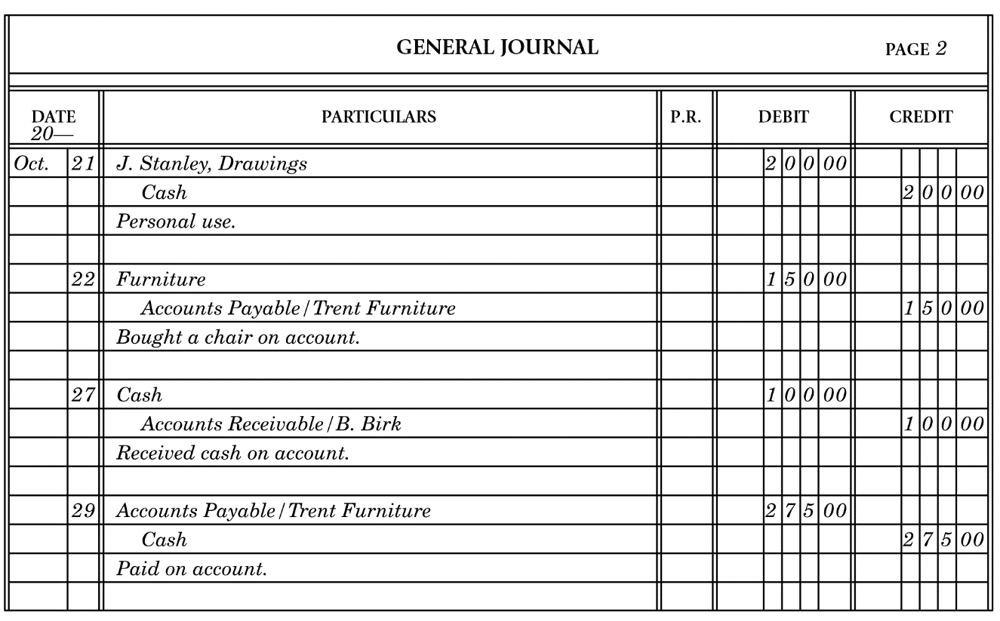 GENERAL JOURNAL PAGE 2
DATE PARTICULARS P.R. DEBIT CREDIT
20—
Oct. 21 J. Stanley, Drawings 200 00
Cash 200 00
Personal use.
22 Furniture 150 00
Accounts Payable/Trent Furniture 150 00
Bought a chair on account.
27 Cash 100 00
Accounts Receivable/B. Birk 100 00
Received cash on account.
29 Accounts Payable/Trent Furniture 275 00
Cash 275 00
Paid on account.